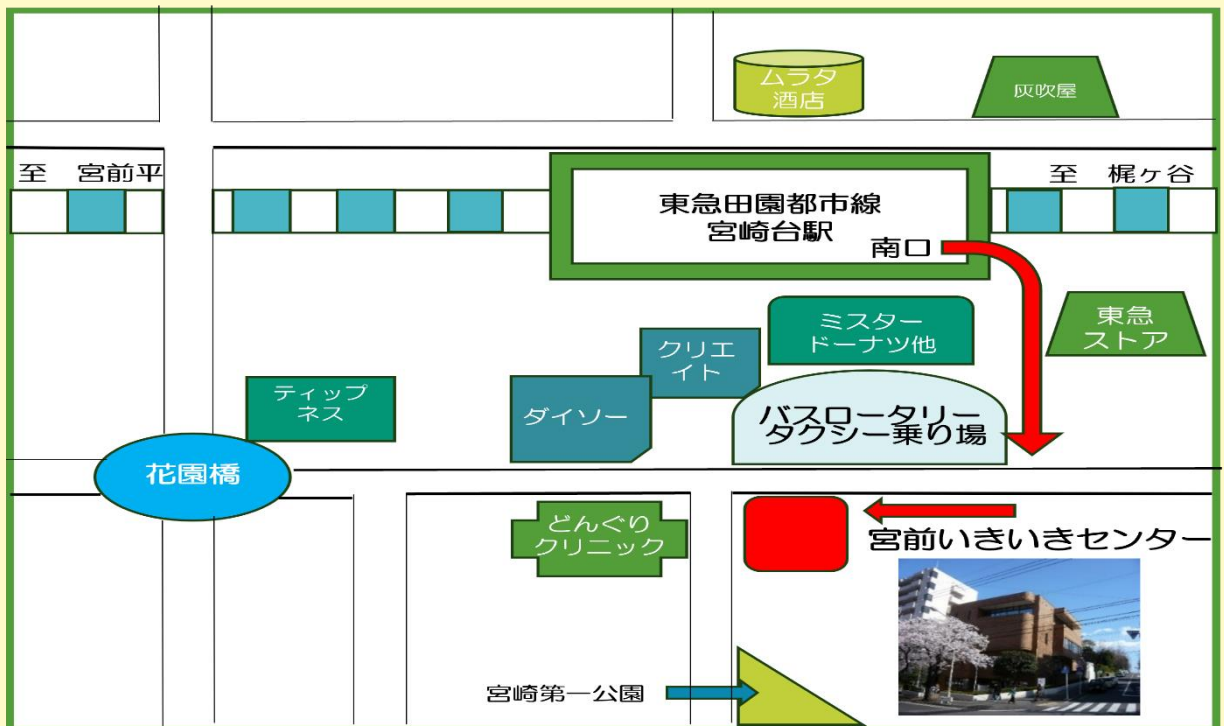 ムラタ
酒店
灰吹屋
至 宮前平
至 梶ヶ谷
東急田園都市線
宮崎台駅
南口
東急
ストア
ミスター
ドーナツ他
クリエ
イト
ティップ
ネス
ダイソー
バスロータリー
タクシー乗り場
花園橋
どんぐり
クリニック
宮前いきいきセンター
宮崎第一公園